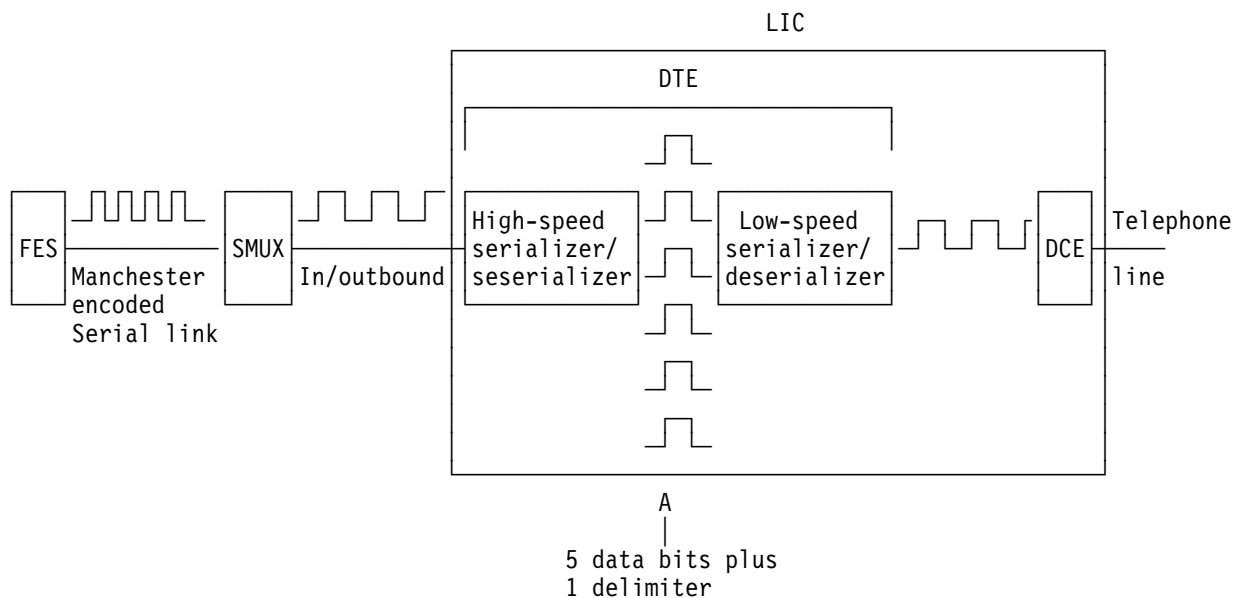 LIC
DTE
FES
Manchester
encoded
Serial link
SMUX
In/outbound
High-speed
serializer/
seserializer
Low-speed
serializer/
deserializer
DCE
Telephone
line
A
5 data bits plus
1 delimiter